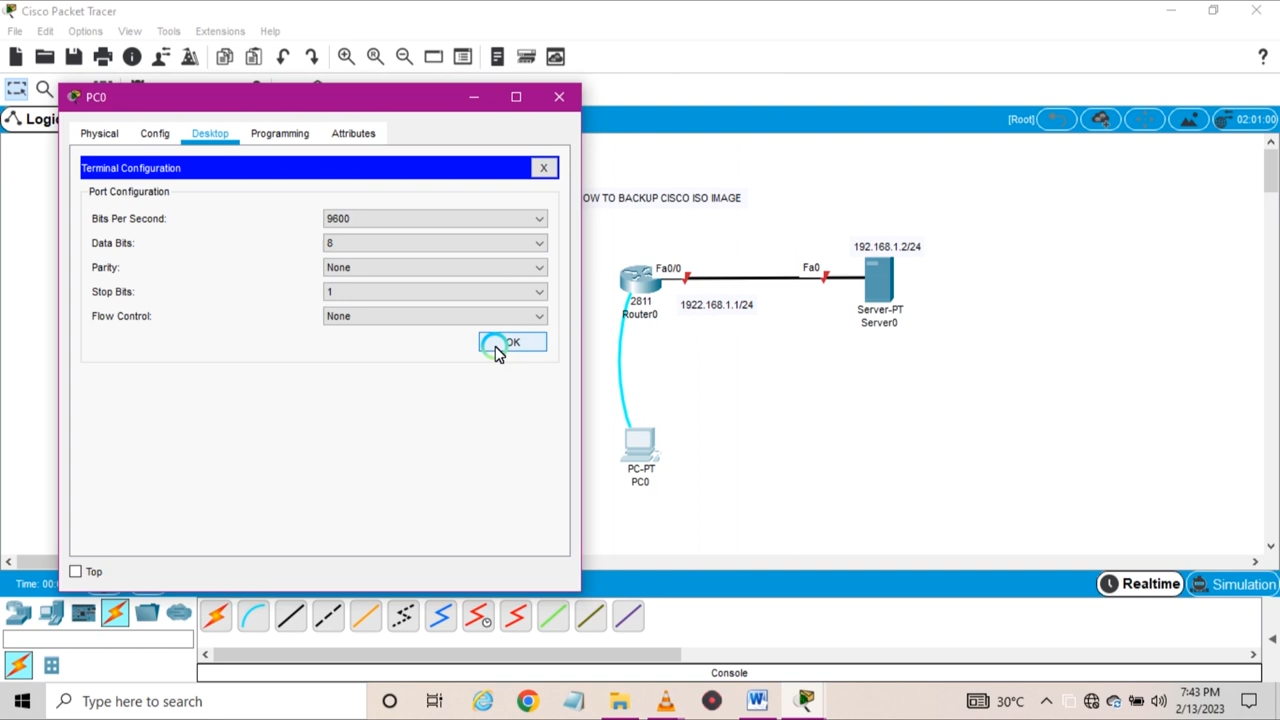 Cisco Packet Tracer
File Edit Options View Tools Extensions Help
?
PC0
Logi
[Root]
02:01:00
Physical Config Desktop Programming Attributes
Terminal Configuration
X
Port Configuration
Bits Per Second: 9600
Data Bits: 8
Parity: None
Stop Bits: 1
Flow Control: None
OK
Top
OW TO BACKUP CISCO ISO IMAGE
192.168.1.2/24
Fa0/0
Fa0
2811
Router0
1922.168.1.1/24
Server-PT
Server0
PC-PT
PC0
Time: 00:
Realtime
Simulation
Console
Type here to search
30°C
7:43 PM
2/13/2023